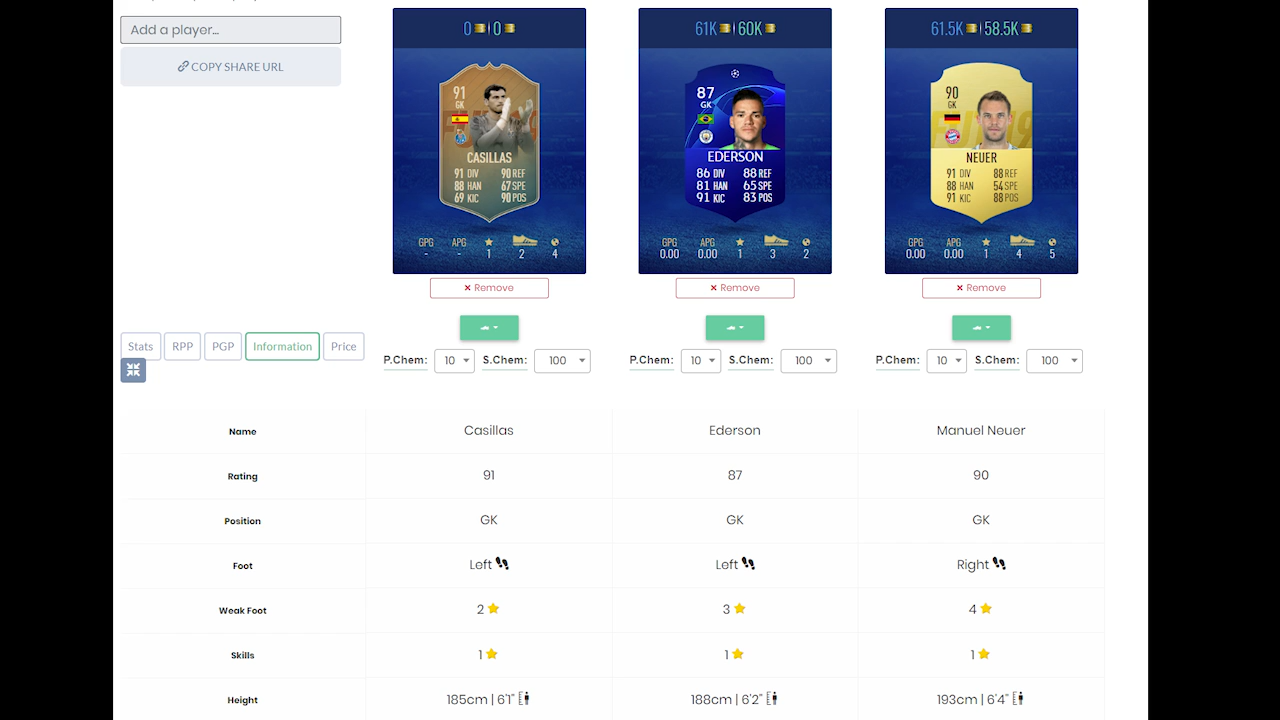 Add a player...
COPY SHARE URL
0 | 0
91
GK
CASILLAS
91 DIV 90 REF
88 HAN 67 SPE
69 KIC 90 POS
GPG APG
- - 1 2 4
× Remove
61K | 60K
87
GK
EDERSON
86 DIV 88 REF
81 HAN 65 SPE
91 KIC 83 POS
GPG APG
0.00 0.00 1 3 2
× Remove
61.5K | 58.5K
90
GK
NEUER
91 DIV 88 REF
88 HAN 54 SPE
91 KIC 88 POS
GPG APG
0.00 0.00 1 4 5
× Remove
Stats RPP PGP Information Price
P.Chem: 10 S.Chem: 100 P.Chem: 10 S.Chem: 100 P.Chem: 10 S.Chem: 100
Name Casillas Ederson Manuel Neuer
Rating 91 87 90
Position GK GK GK
Foot Left Left Right
Weak Foot 2 3 4
Skills 1 1 1
Height 185cm | 6'1" 188cm | 6'2" 193cm | 6'4"